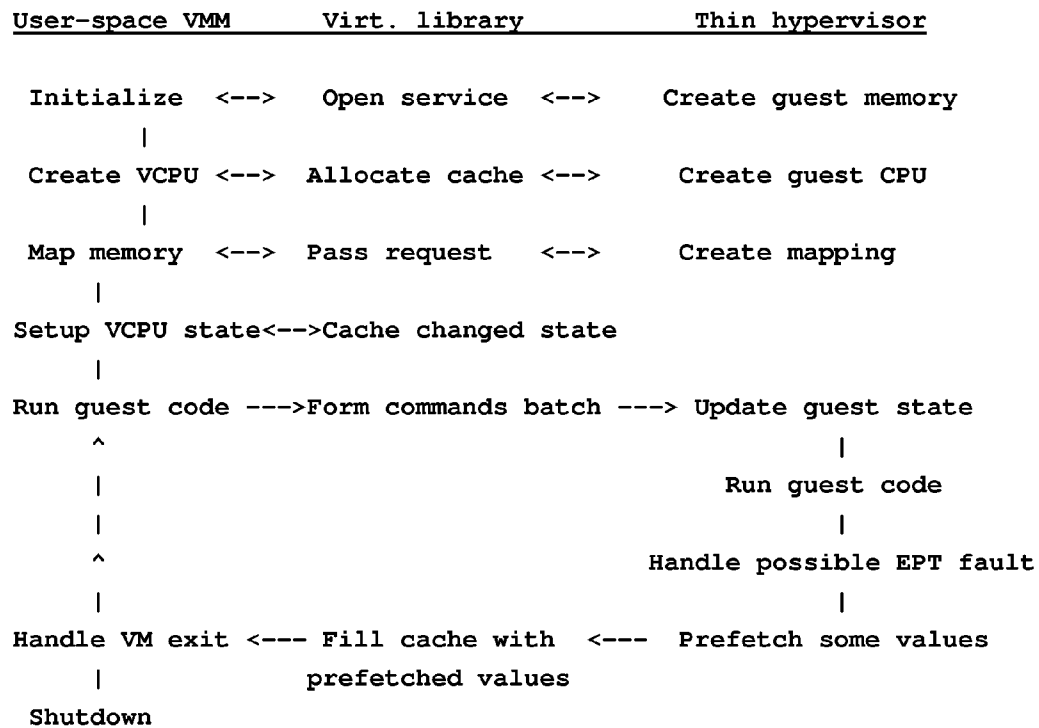 User-space VMM Virt. library Thin hypervisor
Initialize <--> Open service <--> Create guest memory
|
Create VCPU <--> Allocate cache <--> Create guest CPU
|
Map memory <--> Pass request <--> Create mapping
|
Setup VCPU state<-->Cache changed state
|
Run guest code --->Form commands batch ---> Update guest state
^ |
| Run guest code
| |
^ Handle possible EPT fault
| |
Handle VM exit <--- Fill cache with <--- Prefetch some values
| prefetched values
Shutdown